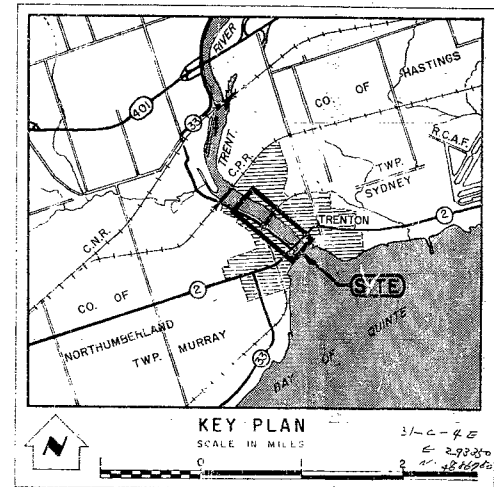 RIVER
401
33
TRENT.
C.P.R.
C.N.R.
CO. OF
HASTINGS
R.C.A.F.
TWP.
SYDNEY
2
TRENTON
SITE
CO. OF
NORTHUMBERLAND
2
TWP. MURRAY
33
BAY OF QUINTE
N
KEY PLAN
SCALE IN MILES
0
2
31-C-4E
E 293350